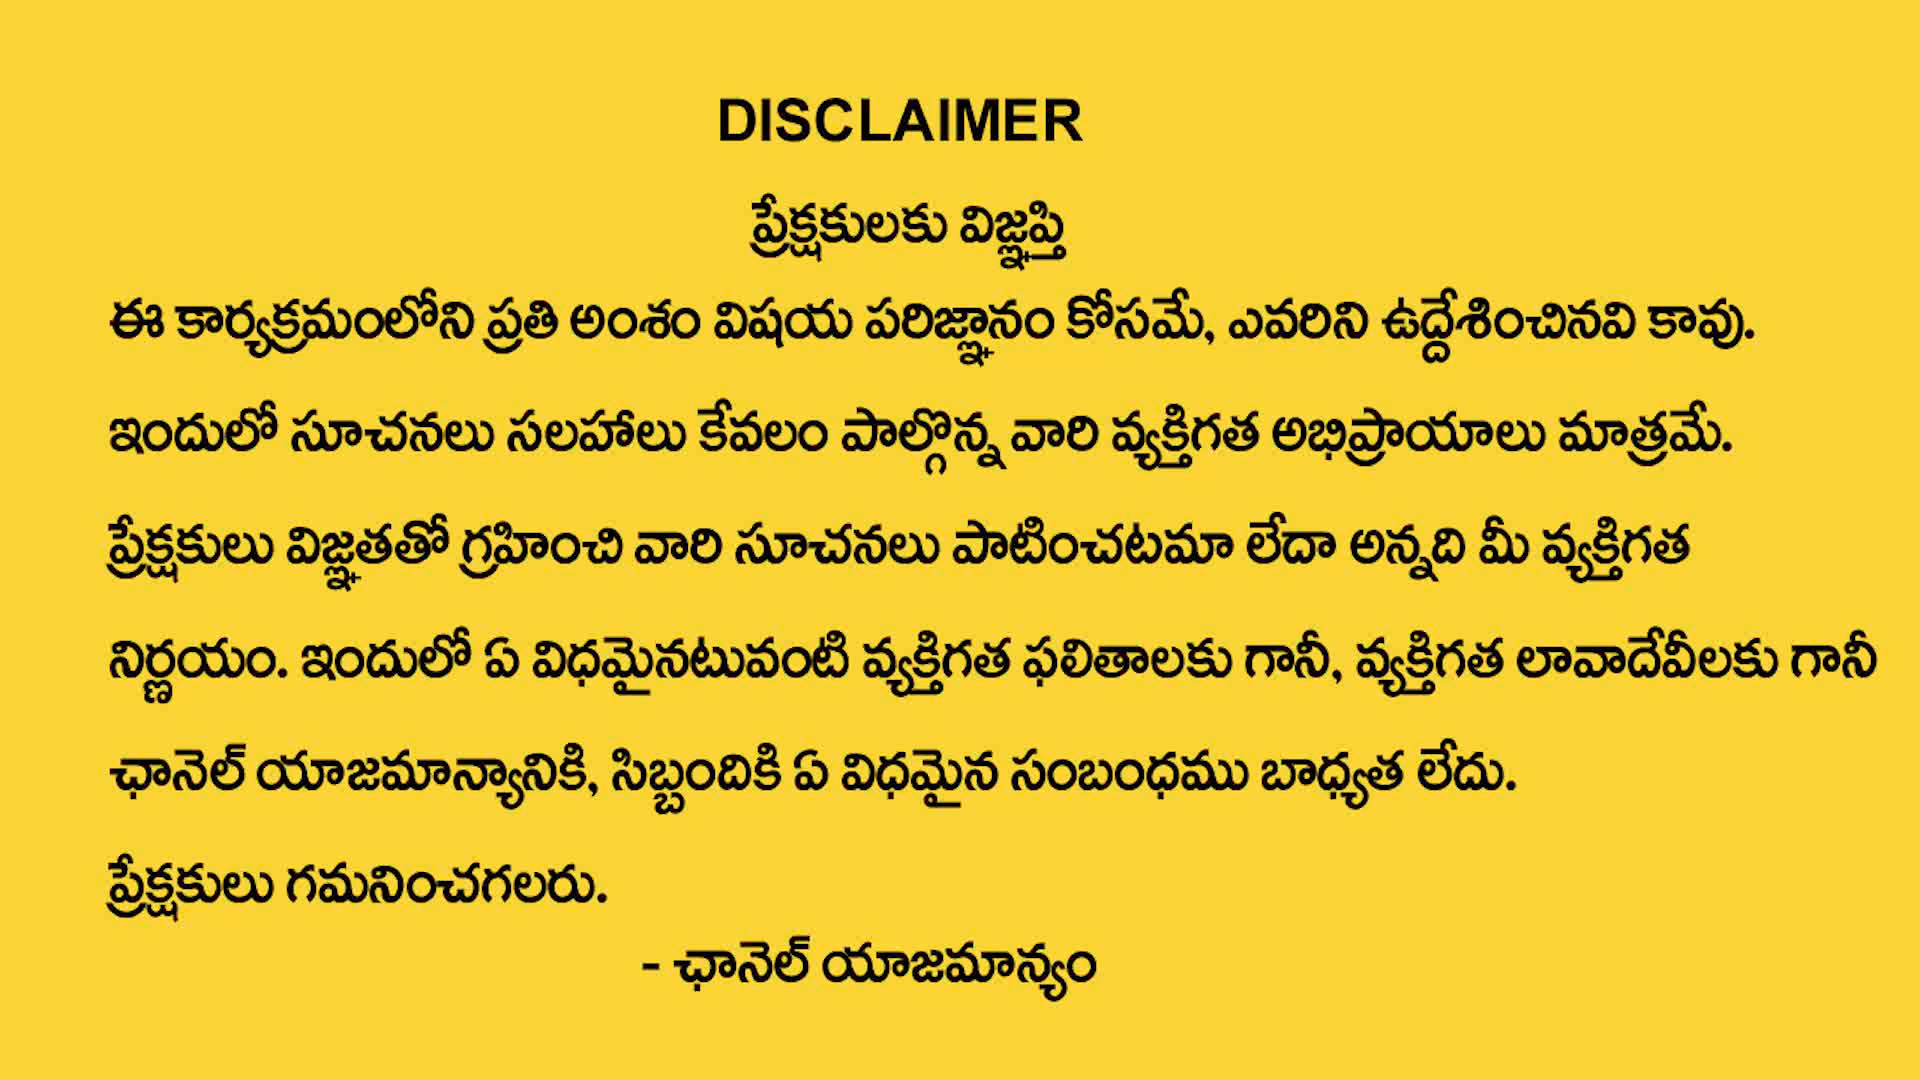 DISCLAIMER
ప్రేక్షకులకు విజ్ఞప్తి
ఈ కార్యక్రమంలోని ప్రతి అంశం విషయ పరిజ్ఞానం కోసమే, ఎవరిని ఉద్దేశించినవి కావు.
ఇందులో సూచనలు సలహాలు కేవలం పాల్గొన్న వారి వ్యక్తిగత అభిప్రాయాలు మాత్రమే.
ప్రేక్షకులు విజ్ఞతతో గ్రహించి వారి సూచనలు పాటించటమా లేదా అన్నది మీ వ్యక్తిగత
నిర్ణయం. ఇందులో ఏ విధమైనటువంటి వ్యక్తిగత ఫలితాలకు గానీ, వ్యక్తిగత లావాదేవీలకు గానీ
ఛానెల్ యాజమాన్యానికి, సిబ్బందికి ఏ విధమైన సంబంధము బాధ్యత లేదు.
ప్రేక్షకులు గమనించగలరు.
- ఛానెల్ యాజమాన్యం